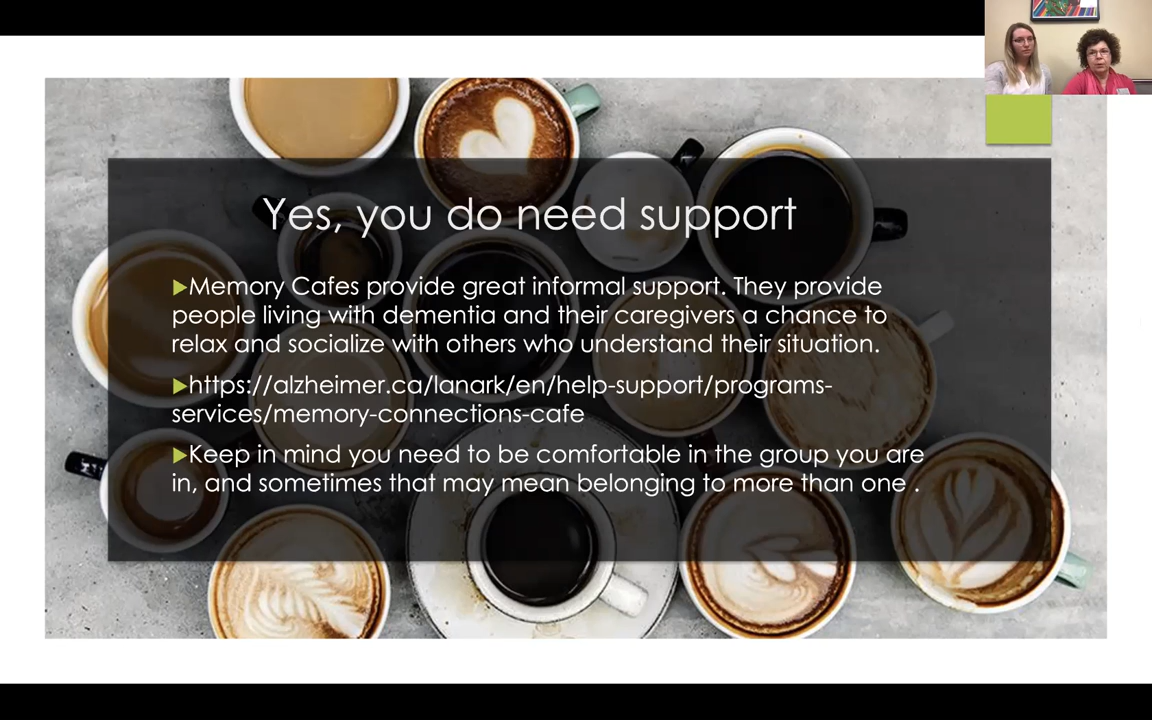 Yes, you do need support
▶Memory Cafes provide great informal support. They provide
people living with dementia and their caregivers a chance to
relax and socialize with others who understand their situation.
▶https://alzheimer.ca/lanark/en/help-support/programs-
services/memory-connections-cafe
▶Keep in mind you need to be comfortable in the group you are
in, and sometimes that may mean belonging to more than one .